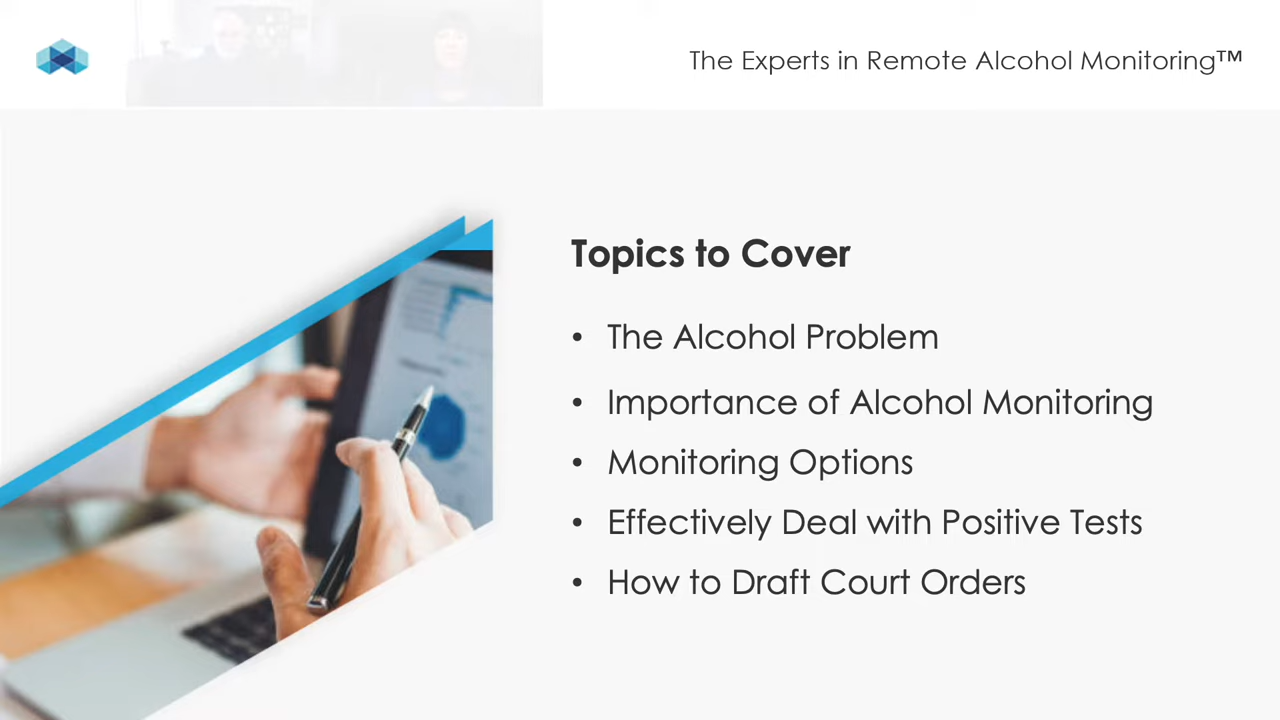 The Experts in Remote Alcohol Monitoring™
Topics to Cover
• The Alcohol Problem
• Importance of Alcohol Monitoring
• Monitoring Options
• Effectively Deal with Positive Tests
• How to Draft Court Orders